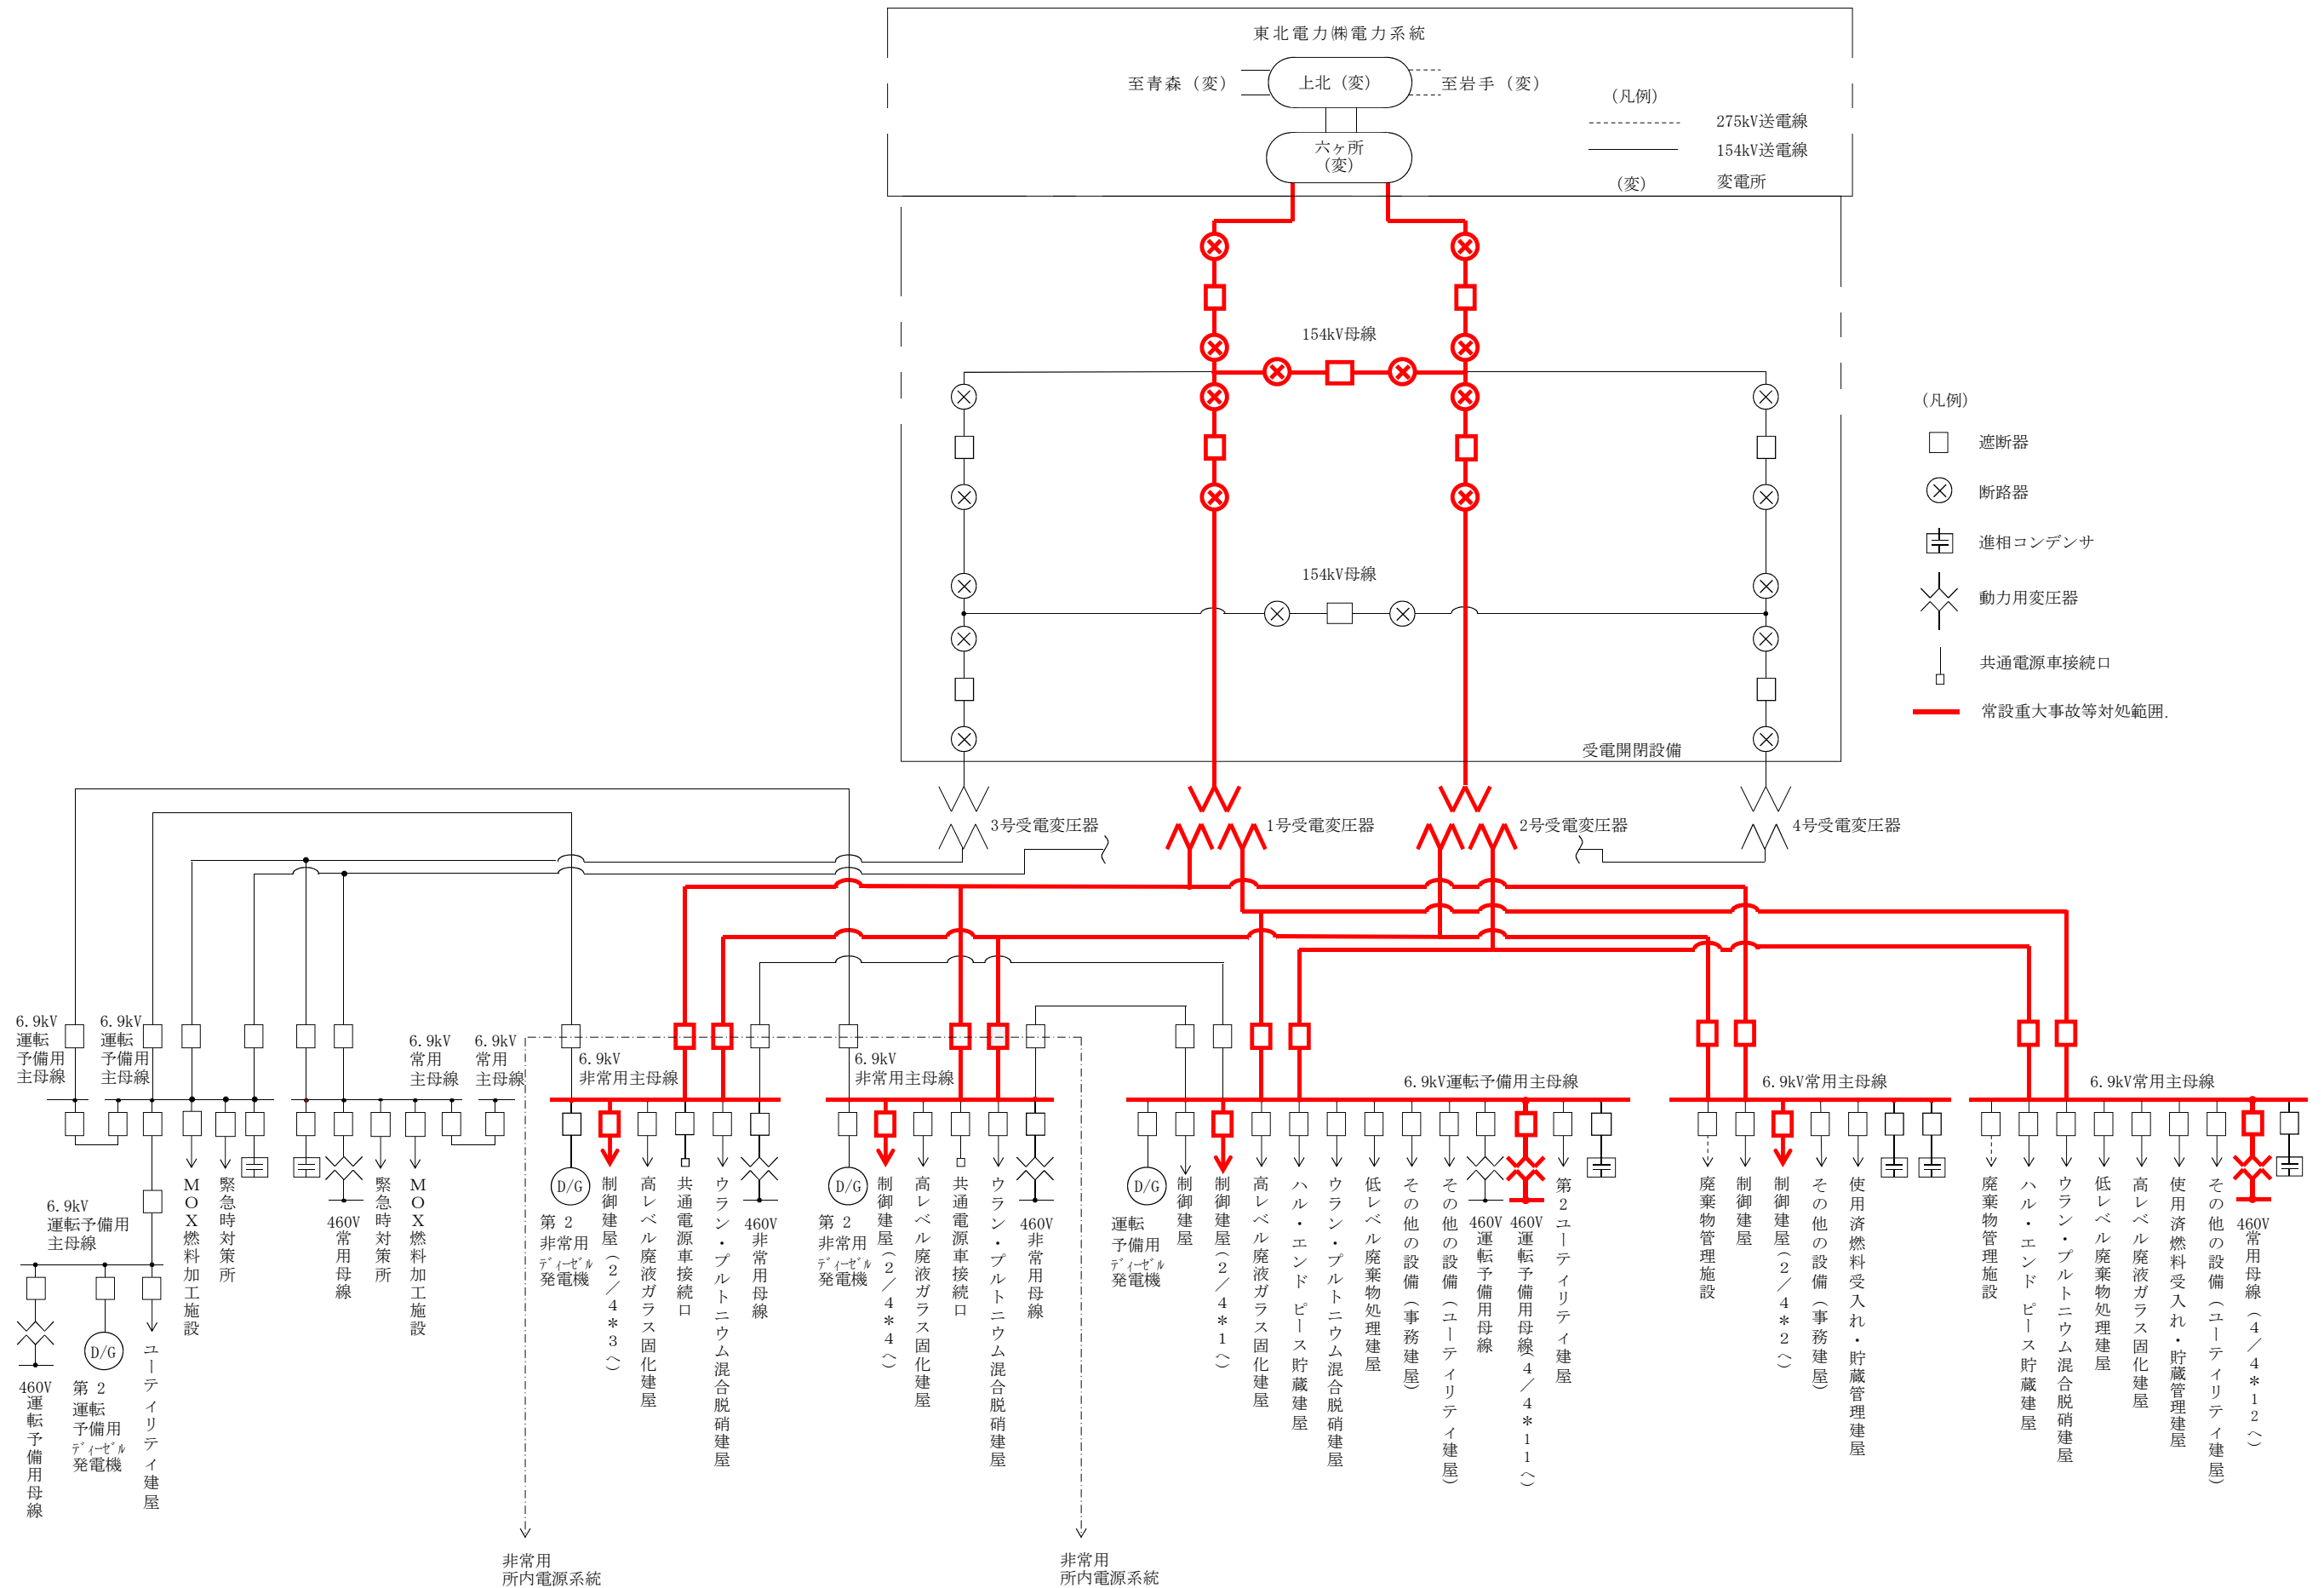 東北電力㈱電力系統
至青森（変）
上北（変）
至岩手（変）
六ヶ所
（変）
（凡例）
275kV送電線
154kV送電線
（変）
変電所
154kV母線
154kV母線
受電開閉設備
（凡例）
遮断器
断路器
進相コンデンサ
動力用変圧器
共通電源車接続口
常設重大事故等対処範囲.
3号受電変圧器
1号受電変圧器
2号受電変圧器
4号受電変圧器
6.9kV
運転
予備用
主母線
6.9kV
運転
予備用
主母線
6.9kV
常用
主母線
6.9kV
常用
主母線
6.9kV
非常用主母線
6.9kV
非常用主母線
6.9kV運転予備用主母線
6.9kV常用主母線
6.9kV常用主母線
6.9kV
運転予備用
主母線
460V
運転予備用母線
D/G
第2
運転
予備用
ディーゼル
発電機
ユーティリティ建屋
ＭＯＸ燃料加工施設
緊急時対策所
460V
常用母線
緊急時対策所
ＭＯＸ燃料加工施設
D/G
第2
非常用
ディーゼル
発電機
制御建屋（２／４＊３へ）
高レベル廃液ガラス固化建屋
共通電源車接続口
ウラン・プルトニウム混合脱硝建屋
460V
非常用母線
D/G
第2
非常用
ディーゼル
発電機
制御建屋（２／４＊４へ）
高レベル廃液ガラス固化建屋
共通電源車接続口
ウラン・プルトニウム混合脱硝建屋
460V
非常用母線
D/G
運転
予備用
ディーゼル
発電機
制御建屋
制御建屋（２／４＊１へ）
高レベル廃液ガラス固化建屋
ハル・エンド ピース貯蔵建屋
ウラン・プルトニウム混合脱硝建屋
低レベル廃棄物処理建屋
その他の設備（事務建屋）
その他の設備（ユーティリティ建屋）
460V
運転予備用母線
460V
運転予備用母線（４／４＊１１へ）
第２ユーティリティ建屋
廃棄物管理施設
制御建屋
制御建屋（２／４＊２へ）
その他の設備（事務建屋）
使用済燃料受入れ・貯蔵管理建屋
廃棄物管理施設
ハル・エンド ピース貯蔵建屋
ウラン・プルトニウム混合脱硝建屋
低レベル廃棄物処理建屋
高レベル廃液ガラス固化建屋
使用済燃料受入れ・貯蔵管理建屋
その他の設備（ユーティリティ建屋）
460V
常用母線（４／４＊１２へ）
非常用
所内電源系統
非常用
所内電源系統